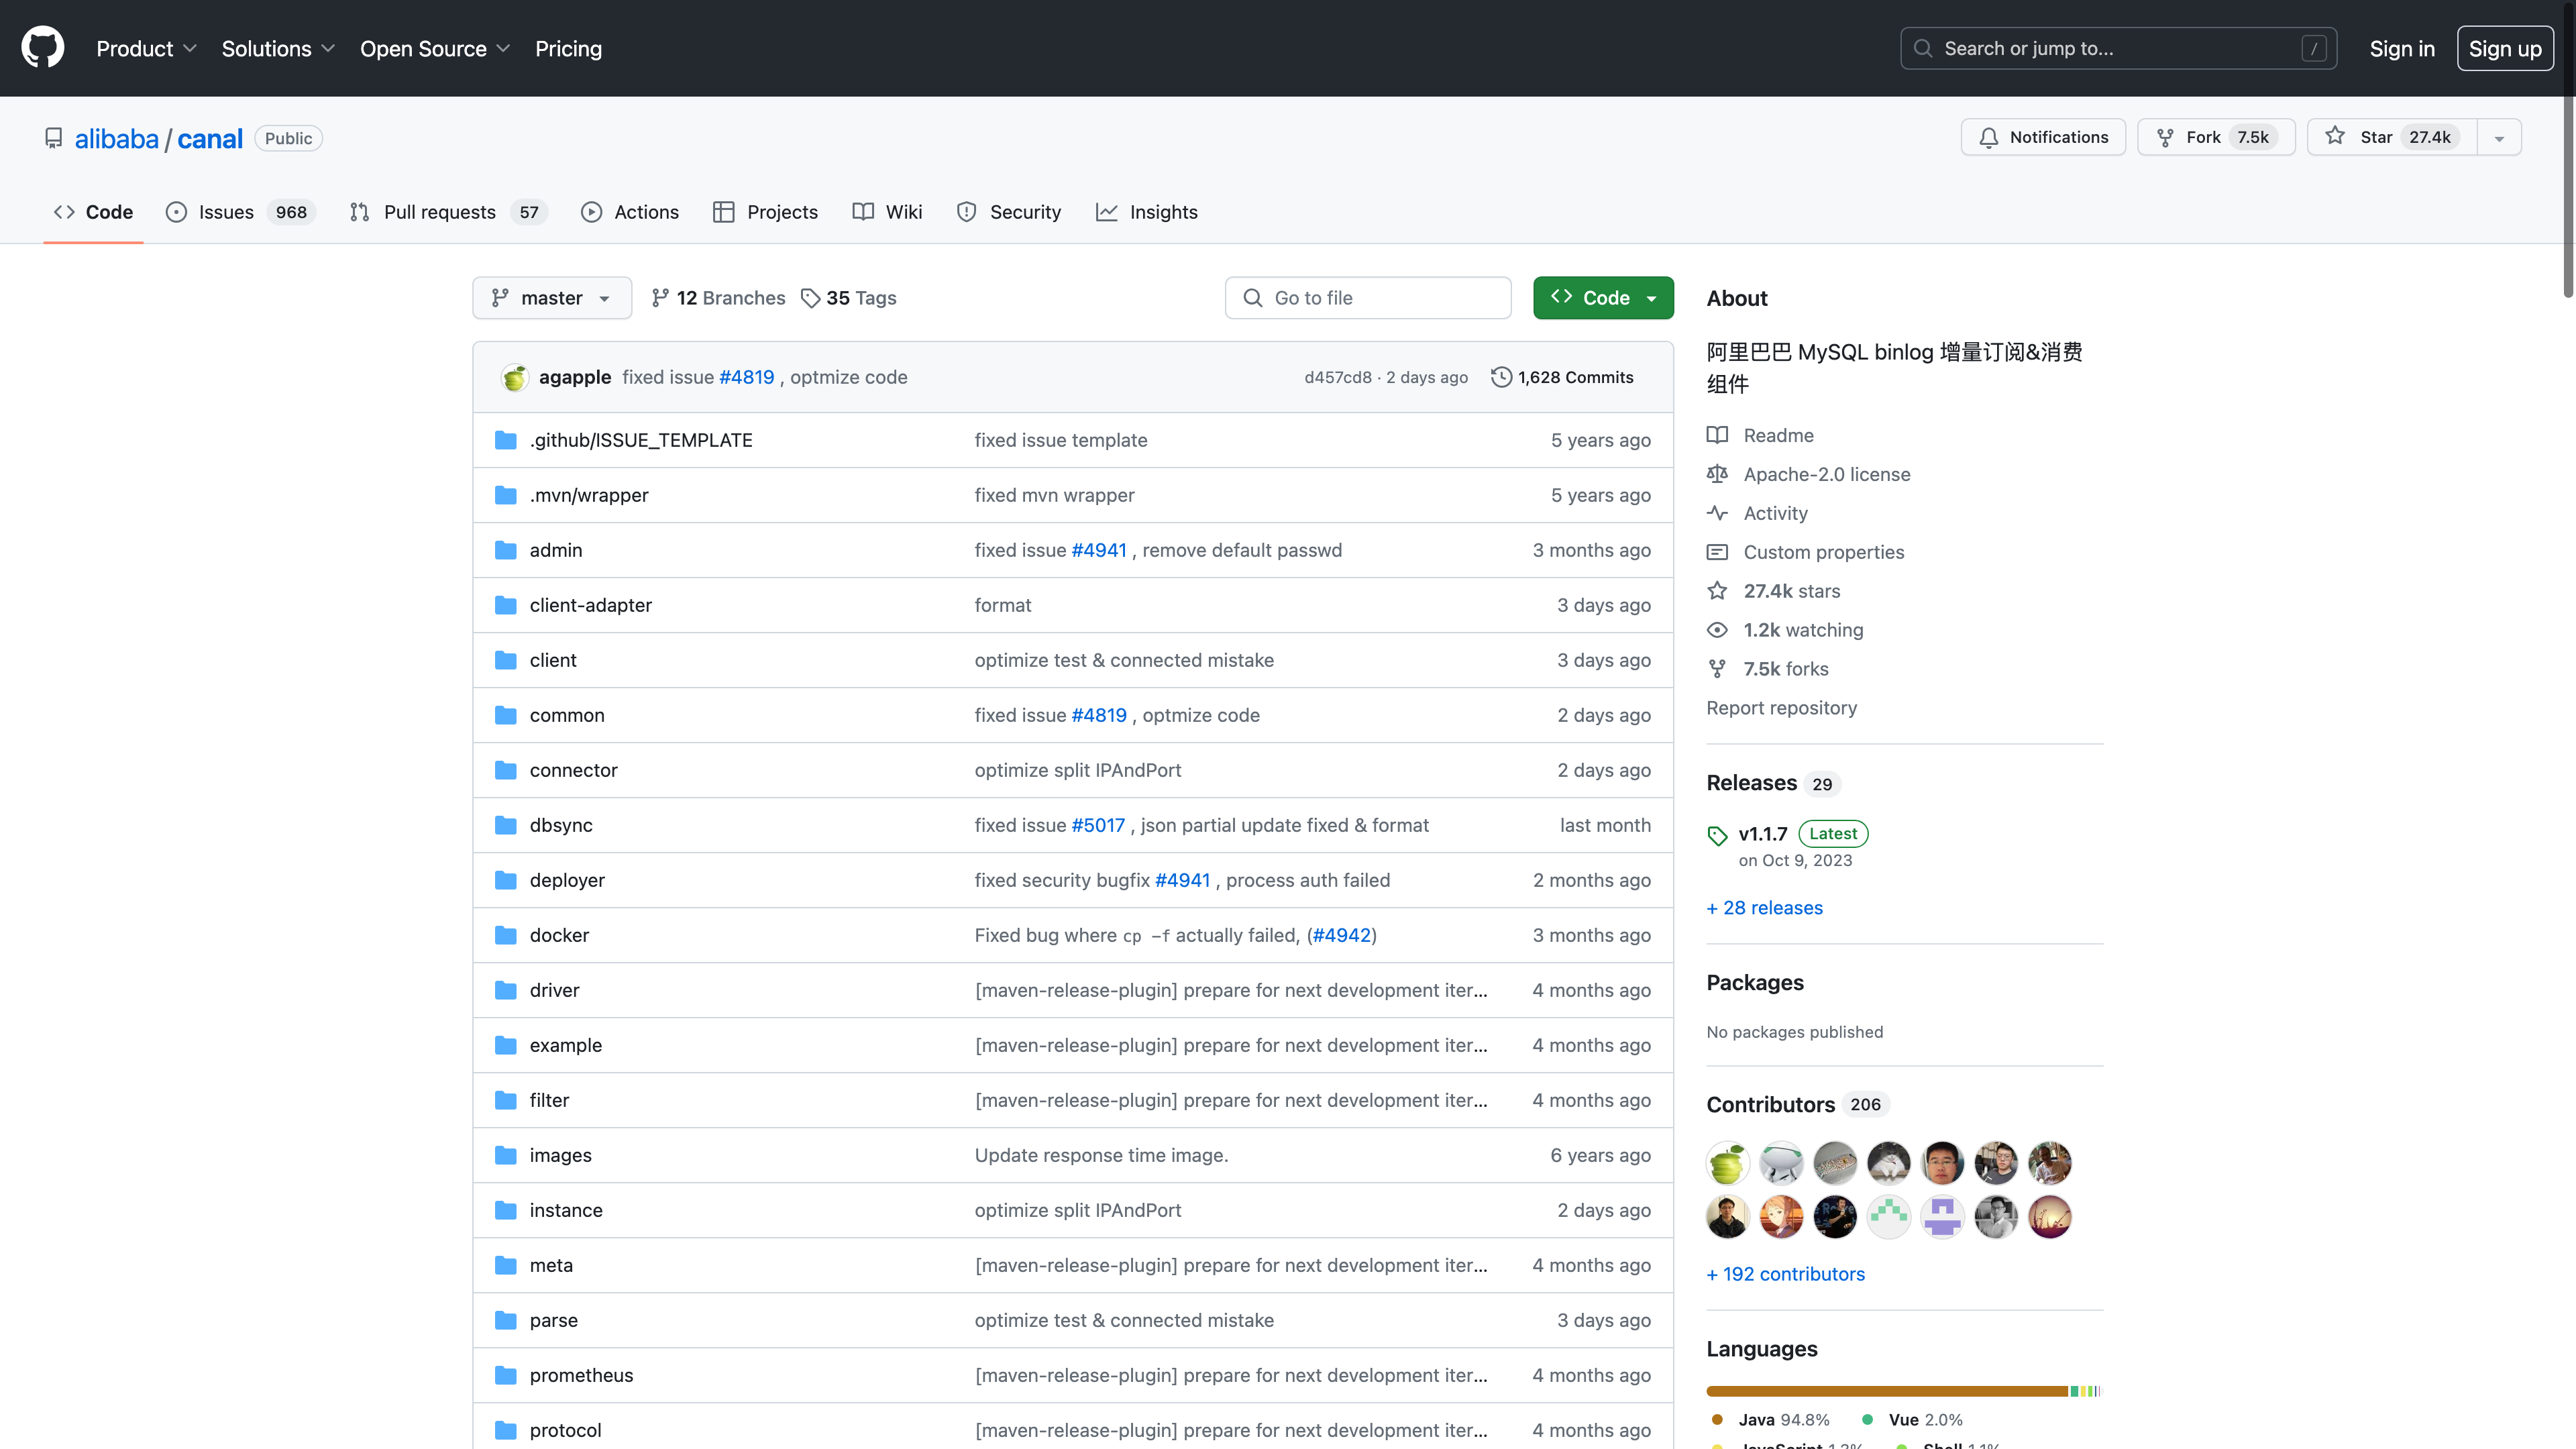 Product Solutions Open Source Pricing Search or jump to... / Sign in Sign up
alibaba / canal Public Notifications Fork 7.5k Star 27.4k
Code Issues 968 Pull requests 57 Actions Projects Wiki Security Insights
master 12 Branches 35 Tags Go to file Code
agapple fixed issue #4819 , optmize code d457cd8 · 2 days ago 1,628 Commits
.github/ISSUE_TEMPLATE fixed issue template 5 years ago
.mvn/wrapper fixed mvn wrapper 5 years ago
admin fixed issue #4941 , remove default passwd 3 months ago
client-adapter format 3 days ago
client optimize test & connected mistake 3 days ago
common fixed issue #4819 , optmize code 2 days ago
connector optimize split IPAndPort 2 days ago
dbsync fixed issue #5017 , json partial update fixed & format last month
deployer fixed security bugfix #4941 , process auth failed 2 months ago
docker Fixed bug where cp -f actually failed, (#4942) 3 months ago
driver [maven-release-plugin] prepare for next development iter... 4 months ago
example [maven-release-plugin] prepare for next development iter... 4 months ago
filter [maven-release-plugin] prepare for next development iter... 4 months ago
images Update response time image. 6 years ago
instance optimize split IPAndPort 2 days ago
meta [maven-release-plugin] prepare for next development iter... 4 months ago
parse optimize test & connected mistake 3 days ago
prometheus [maven-release-plugin] prepare for next development iter... 4 months ago
protocol [maven-release-plugin] prepare for next development iter... 4 months ago
About
阿里巴巴 MySQL binlog 增量订阅&消费
组件
Readme
Apache-2.0 license
Activity
Custom properties
27.4k stars
1.2k watching
7.5k forks
Report repository
Releases 29
v1.1.7 Latest
on Oct 9, 2023
+ 28 releases
Packages
No packages published
Contributors 206
+ 192 contributors
Languages
Java 94.8% Vue 2.0%
JavaScript 1.3% Shell 1.1%